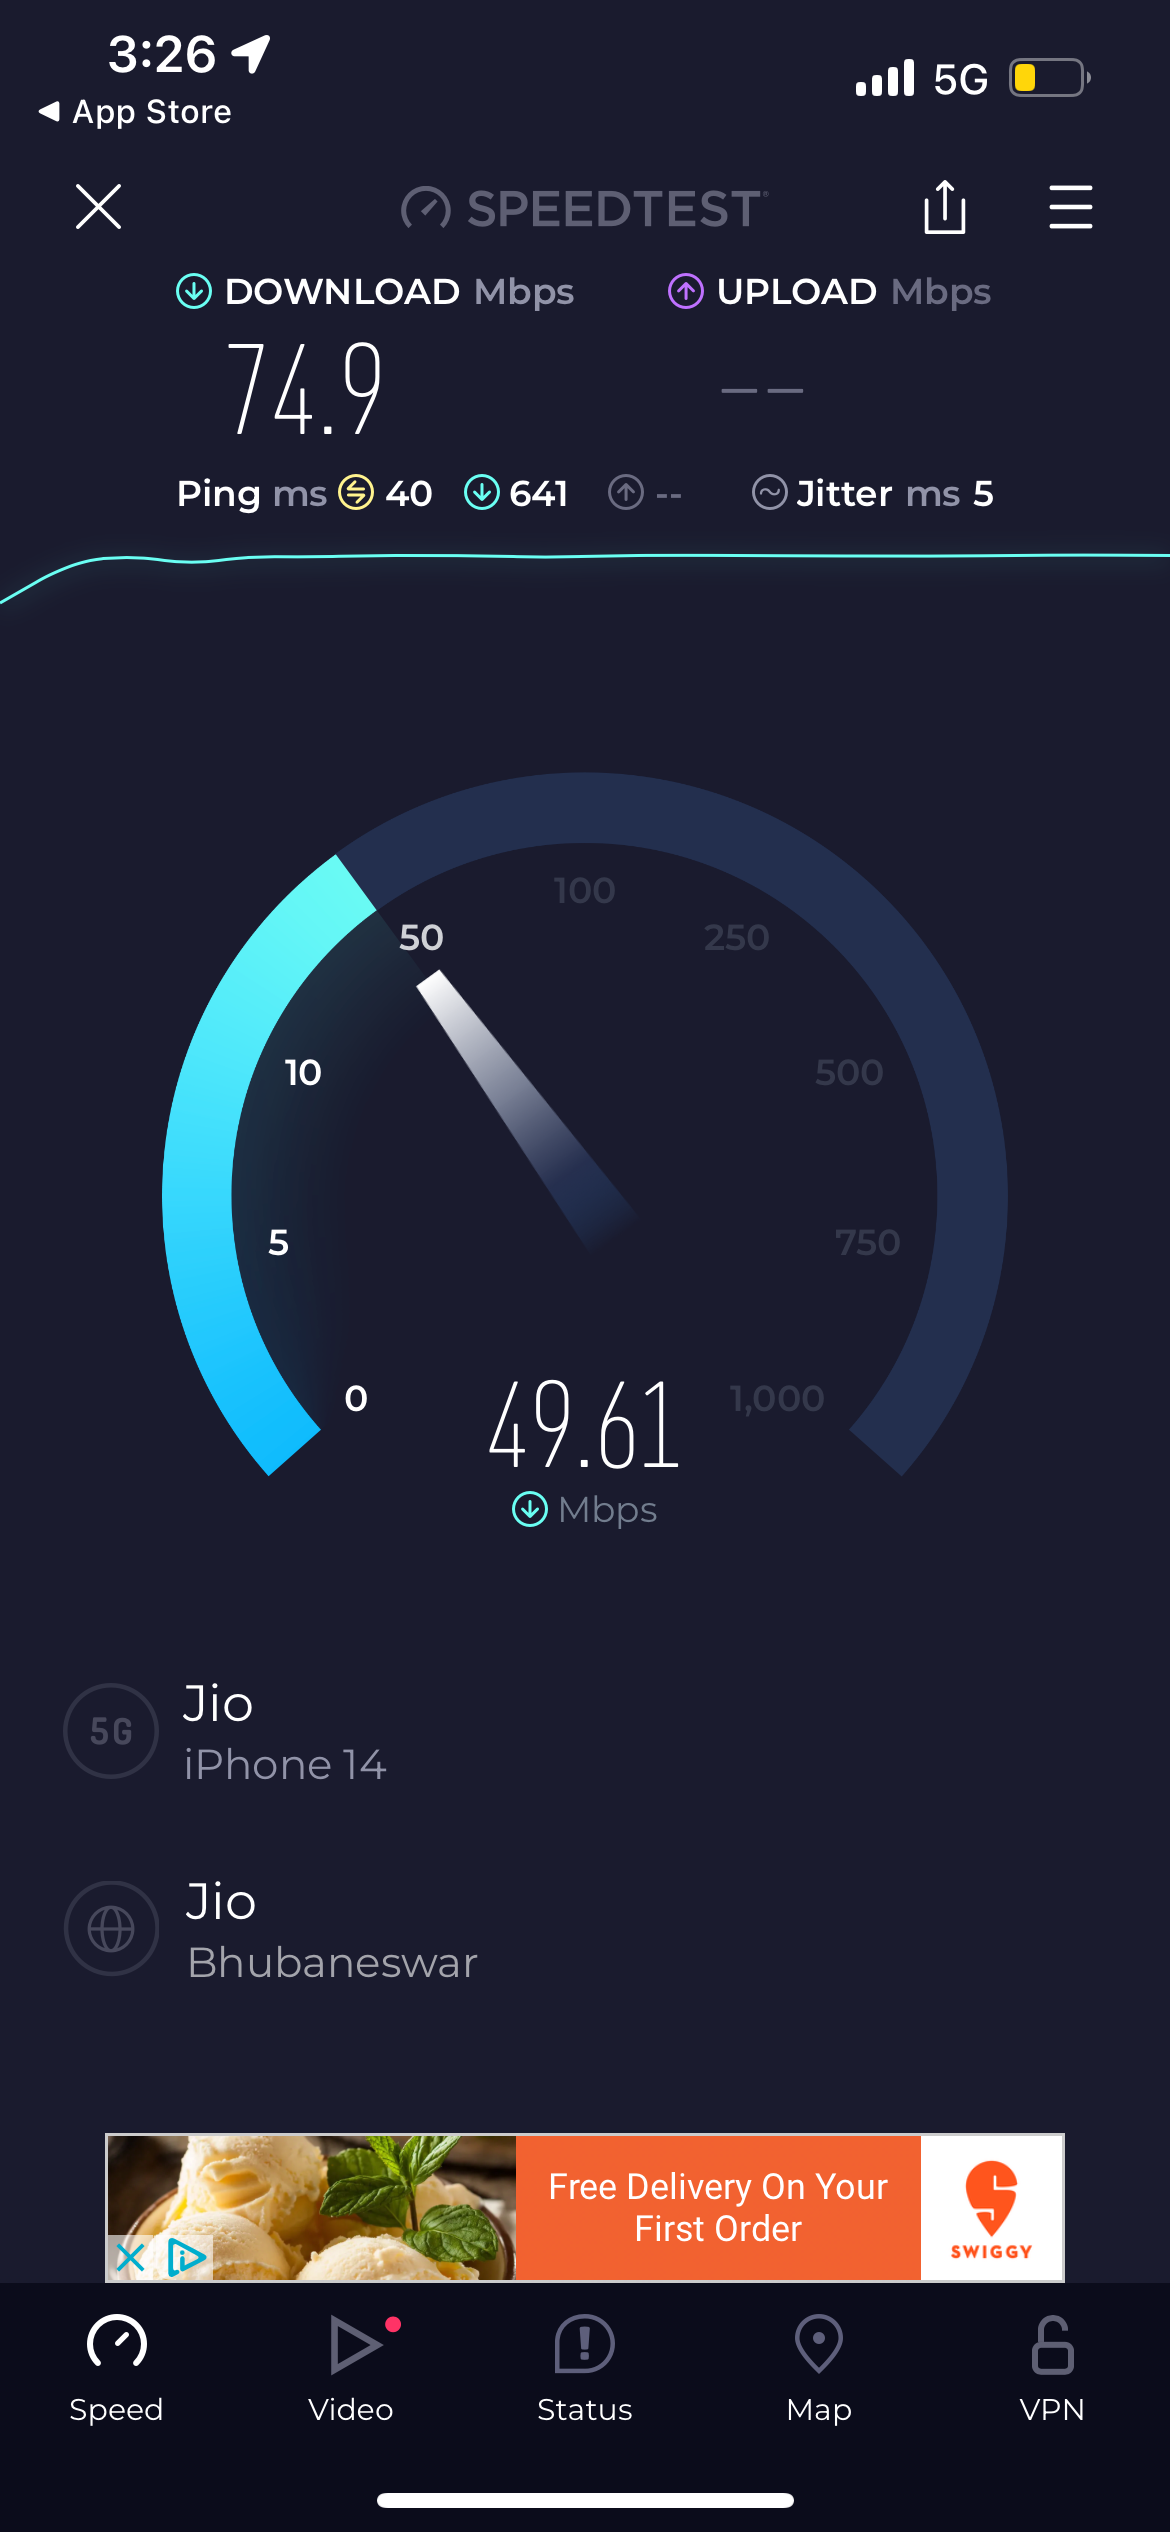 3:26
5G
App Store
SPEEDTEST
DOWNLOAD Mbps
UPLOAD Mbps
74.9
--
Ping ms 40 641 -- Jitter ms 5
100
50
250
10
500
5
750
0
1,000
49.61
Mbps
5G
Jio
iPhone 14
Jio
Bhubaneswar
Free Delivery On Your
First Order
SWIGGY
Speed
Video
Status
Map
VPN